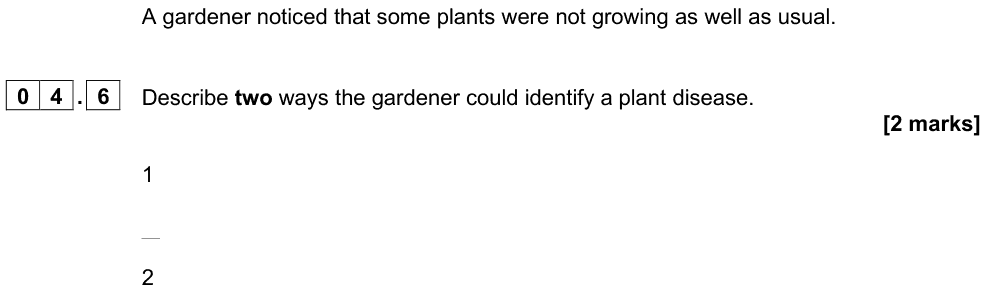 A gardener noticed that some plants were not growing as well as usual.
0 4 . 6 Describe two ways the gardener could identify a plant disease.
[2 marks]
1
2